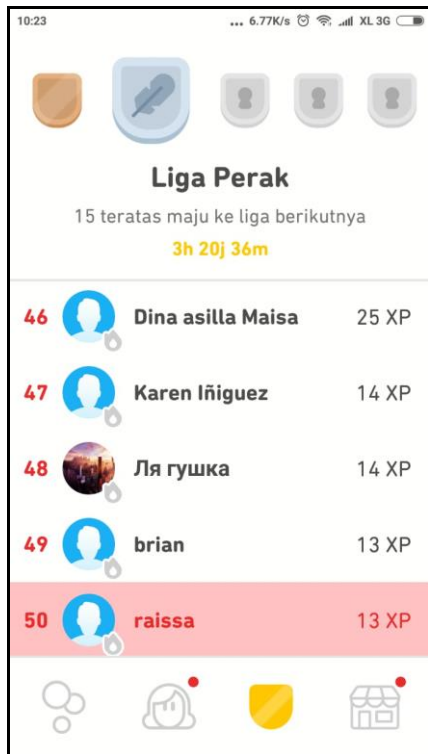 10:23 ... 6.77K/s XL 3G
Liga Perak
15 teratas maju ke liga berikutnya
3h 20j 36m
46 Dina asilla Maisa 25 XP
47 Karen Iñiguez 14 XP
48 Ля гушка 14 XP
49 brian 13 XP
50 raissa 13 XP